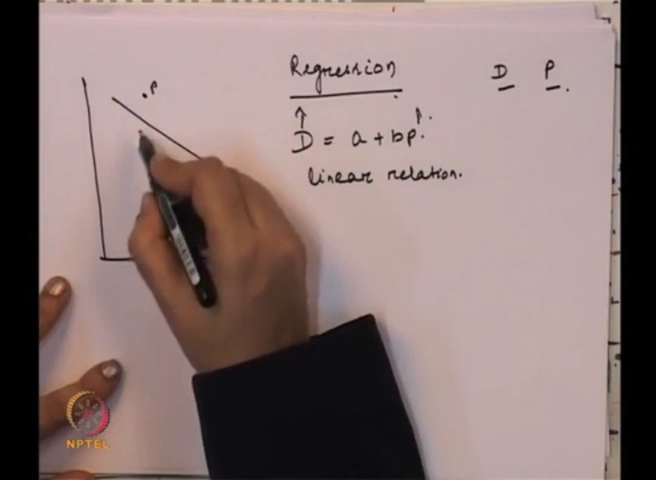 Regression
D P.
P
D = a + bp.
linear relation.
NPTEL